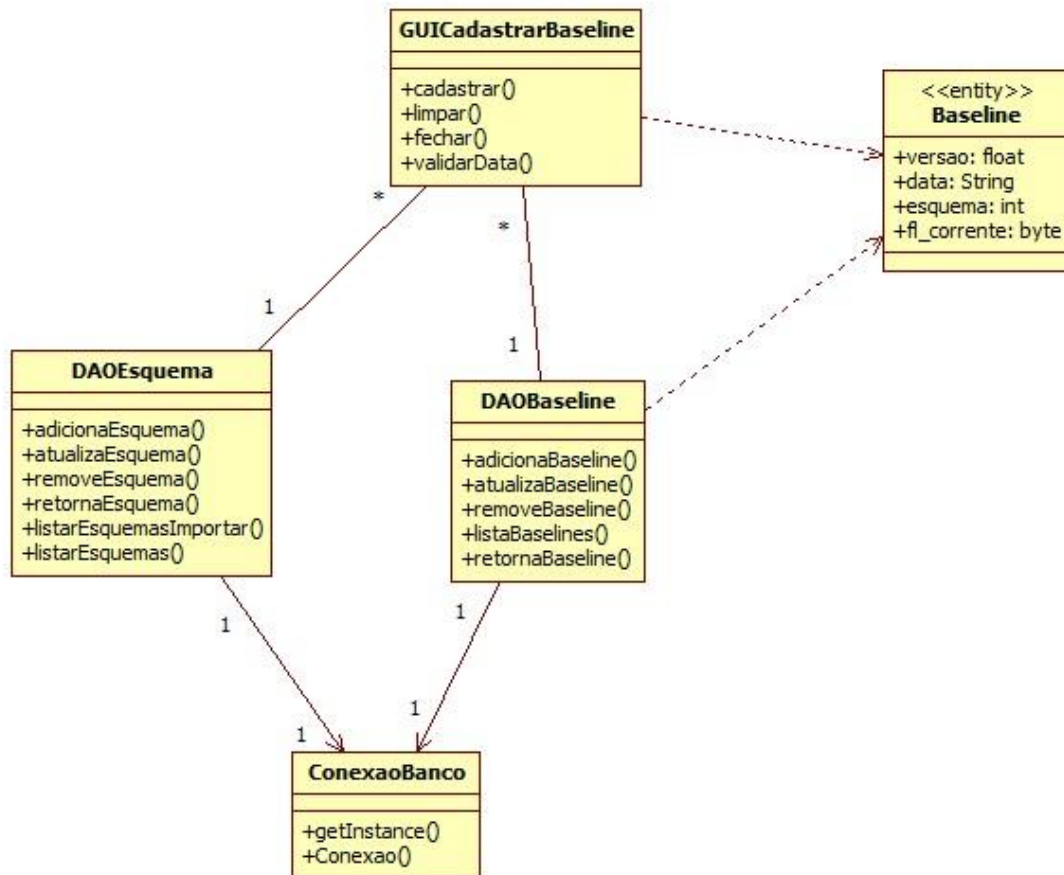 GUICadastrarBaseline
+cadastrar()
+limpar()
+fechar()
+validarData()
<<entity>>
Baseline
+versao: float
+data: String
+esquema: int
+fl_corrente: byte
*
*
1
1
DAOEsquema
+adicionaEsquema()
+atualizaEsquema()
+removeEsquema()
+retornaEsquema()
+listarEsquemasImportar()
+listarEsquemas()
DAOBaseline
+adicionaBaseline()
+atualizaBaseline()
+removeBaseline()
+listaBaselines()
+retornaBaseline()
1
1
1
1
ConexaoBanco
+getInstance()
+Conexao()